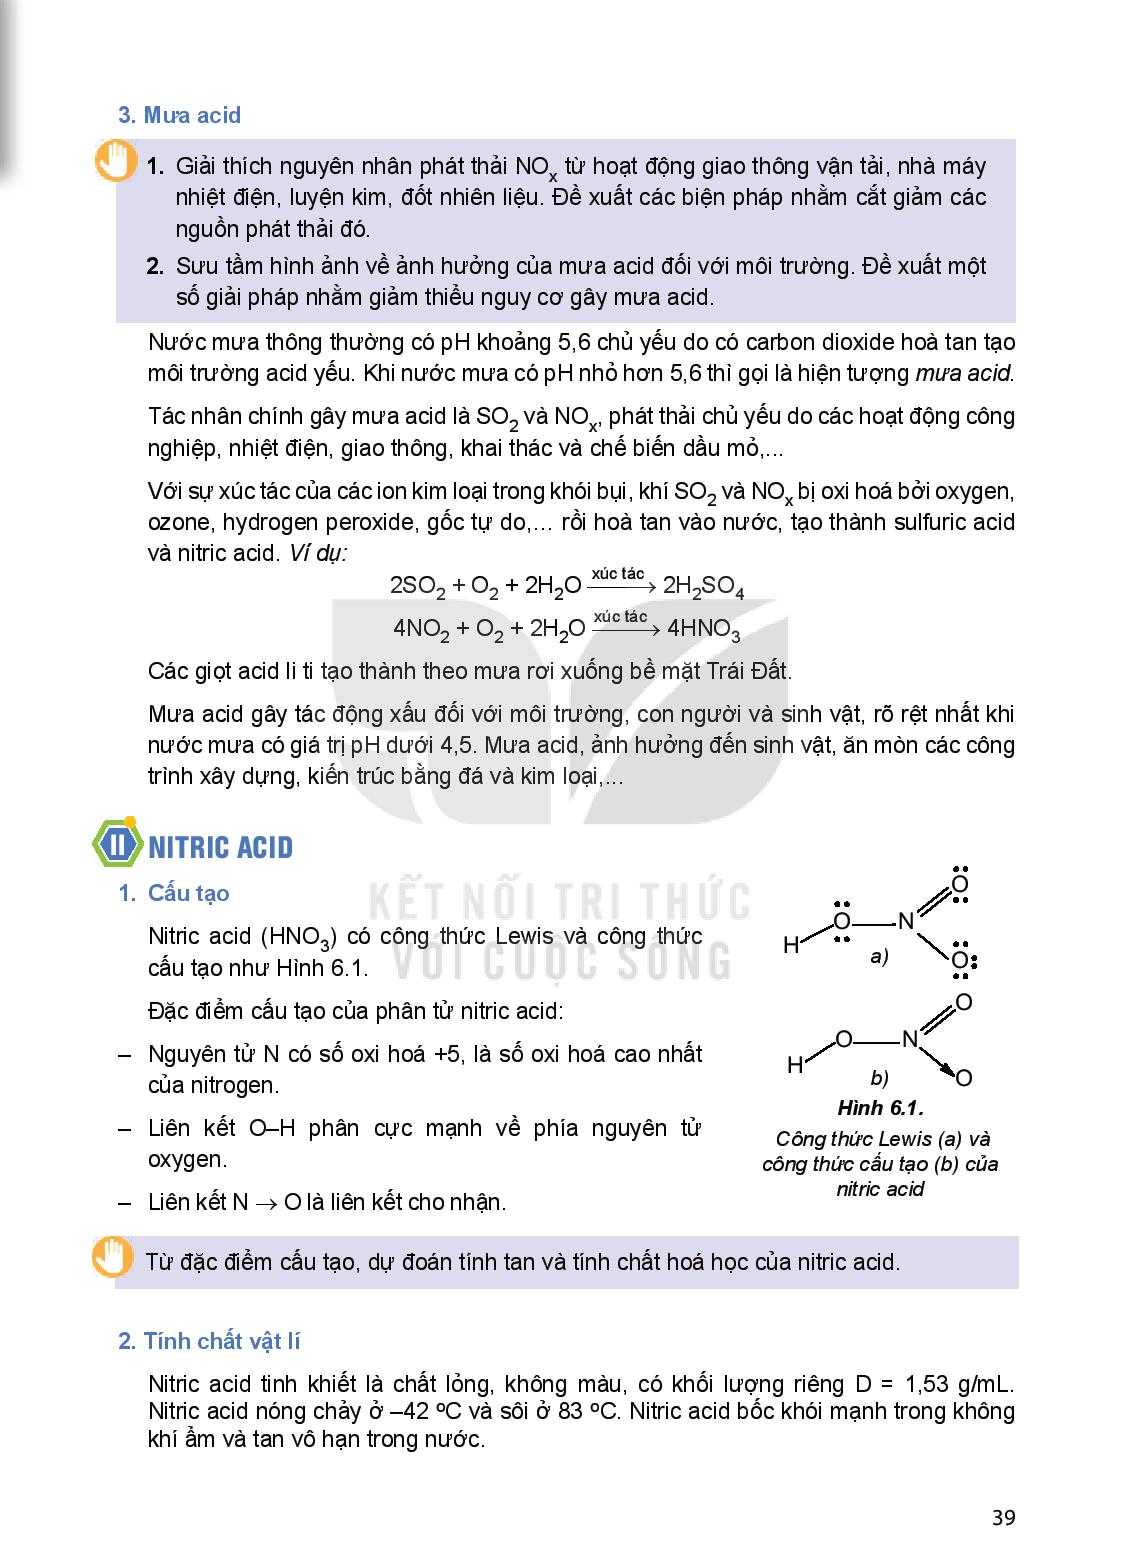 3. Mưa acid
1. Giải thích nguyên nhân phát thải NOx từ hoạt động giao thông vận tải, nhà máy
nhiệt điện, luyện kim, đốt nhiên liệu. Đề xuất các biện pháp nhằm cắt giảm các
nguồn phát thải đó.
2. Sưu tầm hình ảnh về ảnh hưởng của mưa acid đối với môi trường. Đề xuất một
số giải pháp nhằm giảm thiểu nguy cơ gây mưa acid.
Nước mưa thông thường có pH khoảng 5,6 chủ yếu do có carbon dioxide hoà tan tạo
môi trường acid yếu. Khi nước mưa có pH nhỏ hơn 5,6 thì gọi là hiện tượng mưa acid.
Tác nhân chính gây mưa acid là SO2 và NOx, phát thải chủ yếu do các hoạt động công
nghiệp, nhiệt điện, giao thông, khai thác và chế biến dầu mỏ,...
Với sự xúc tác của các ion kim loại trong khói bụi, khí SO2 và NOx bị oxi hoá bởi oxygen,
ozone, hydrogen peroxide, gốc tự do,... rồi hoà tan vào nước, tạo thành sulfuric acid
và nitric acid. Ví dụ:
2SO2 + O2 + 2H2O xúc tác→ 2H2SO4
4NO2 + O2 + 2H2O xúc tác→ 4HNO3
Các giọt acid li ti tạo thành theo mưa rơi xuống bề mặt Trái Đất.
Mưa acid gây tác động xấu đối với môi trường, con người và sinh vật, rõ rệt nhất khi
nước mưa có giá trị pH dưới 4,5. Mưa acid, ảnh hưởng đến sinh vật, ăn mòn các công
trình xây dựng, kiến trúc bằng đá và kim loại,...
II NITRIC ACID
1. Cấu tạo
Nitric acid (HNO3) có công thức Lewis và công thức
cấu tạo như Hình 6.1.
Đặc điểm cấu tạo của phân tử nitric acid:
– Nguyên tử N có số oxi hoá +5, là số oxi hoá cao nhất
của nitrogen.
– Liên kết O–H phân cực mạnh về phía nguyên tử
oxygen.
– Liên kết N → O là liên kết cho nhận.
KẾT NỐI TRI THỨC
VỚI CUỘC SỐNG
O
O N
H
a) O
O
O N
H
b) O
Hình 6.1.
Công thức Lewis (a) và
công thức cấu tạo (b) của
nitric acid
Từ đặc điểm cấu tạo, dự đoán tính tan và tính chất hoá học của nitric acid.
2. Tính chất vật lí
Nitric acid tinh khiết là chất lỏng, không màu, có khối lượng riêng D = 1,53 g/mL.
Nitric acid nóng chảy ở –42 ºC và sôi ở 83 ºC. Nitric acid bốc khói mạnh trong không
khí ẩm và tan vô hạn trong nước.
39